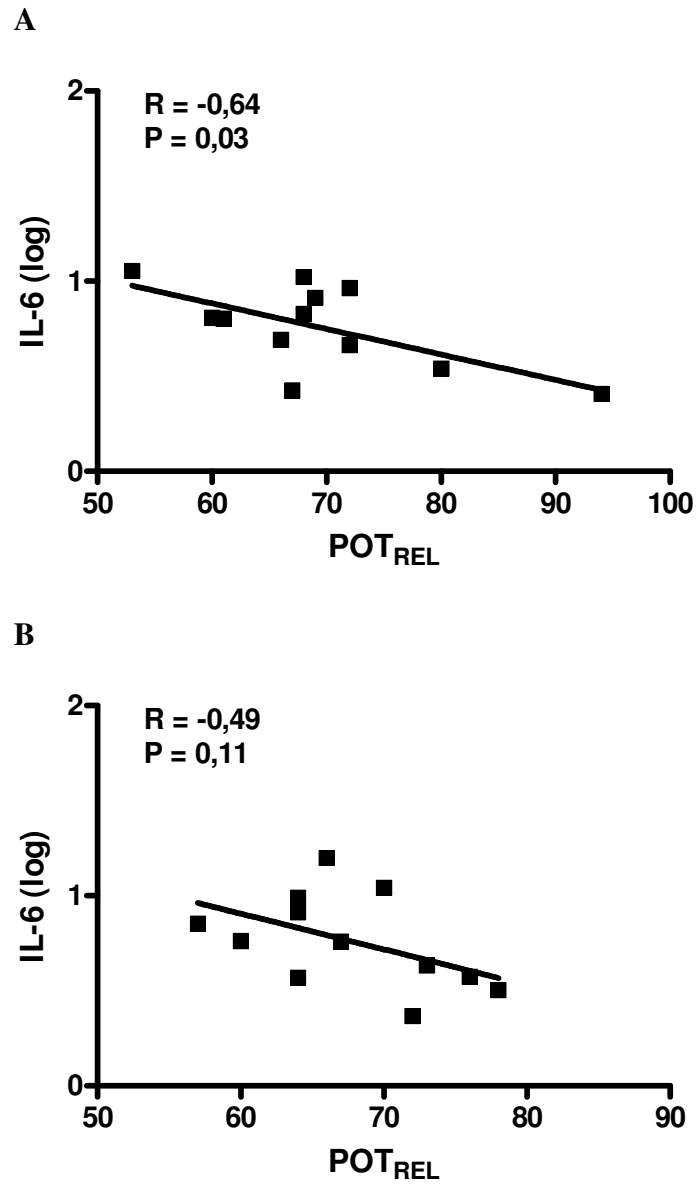 A
R = -0,64
P = 0,03
2
1
0
IL-6 (log)
50 60 70 80 90 100
POT_REL
B
R = -0,49
P = 0,11
2
1
0
IL-6 (log)
50 60 70 80 90
POT_REL